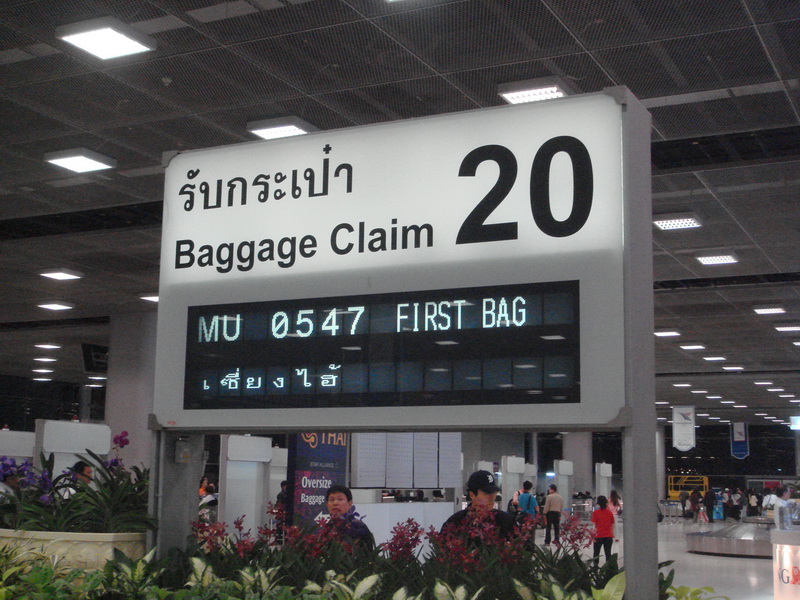 รับกระเป๋า
Baggage Claim
20
MU 0547 FIRST BAG
เซี่ยงไฮ้
THAI
Oversize
Baggage